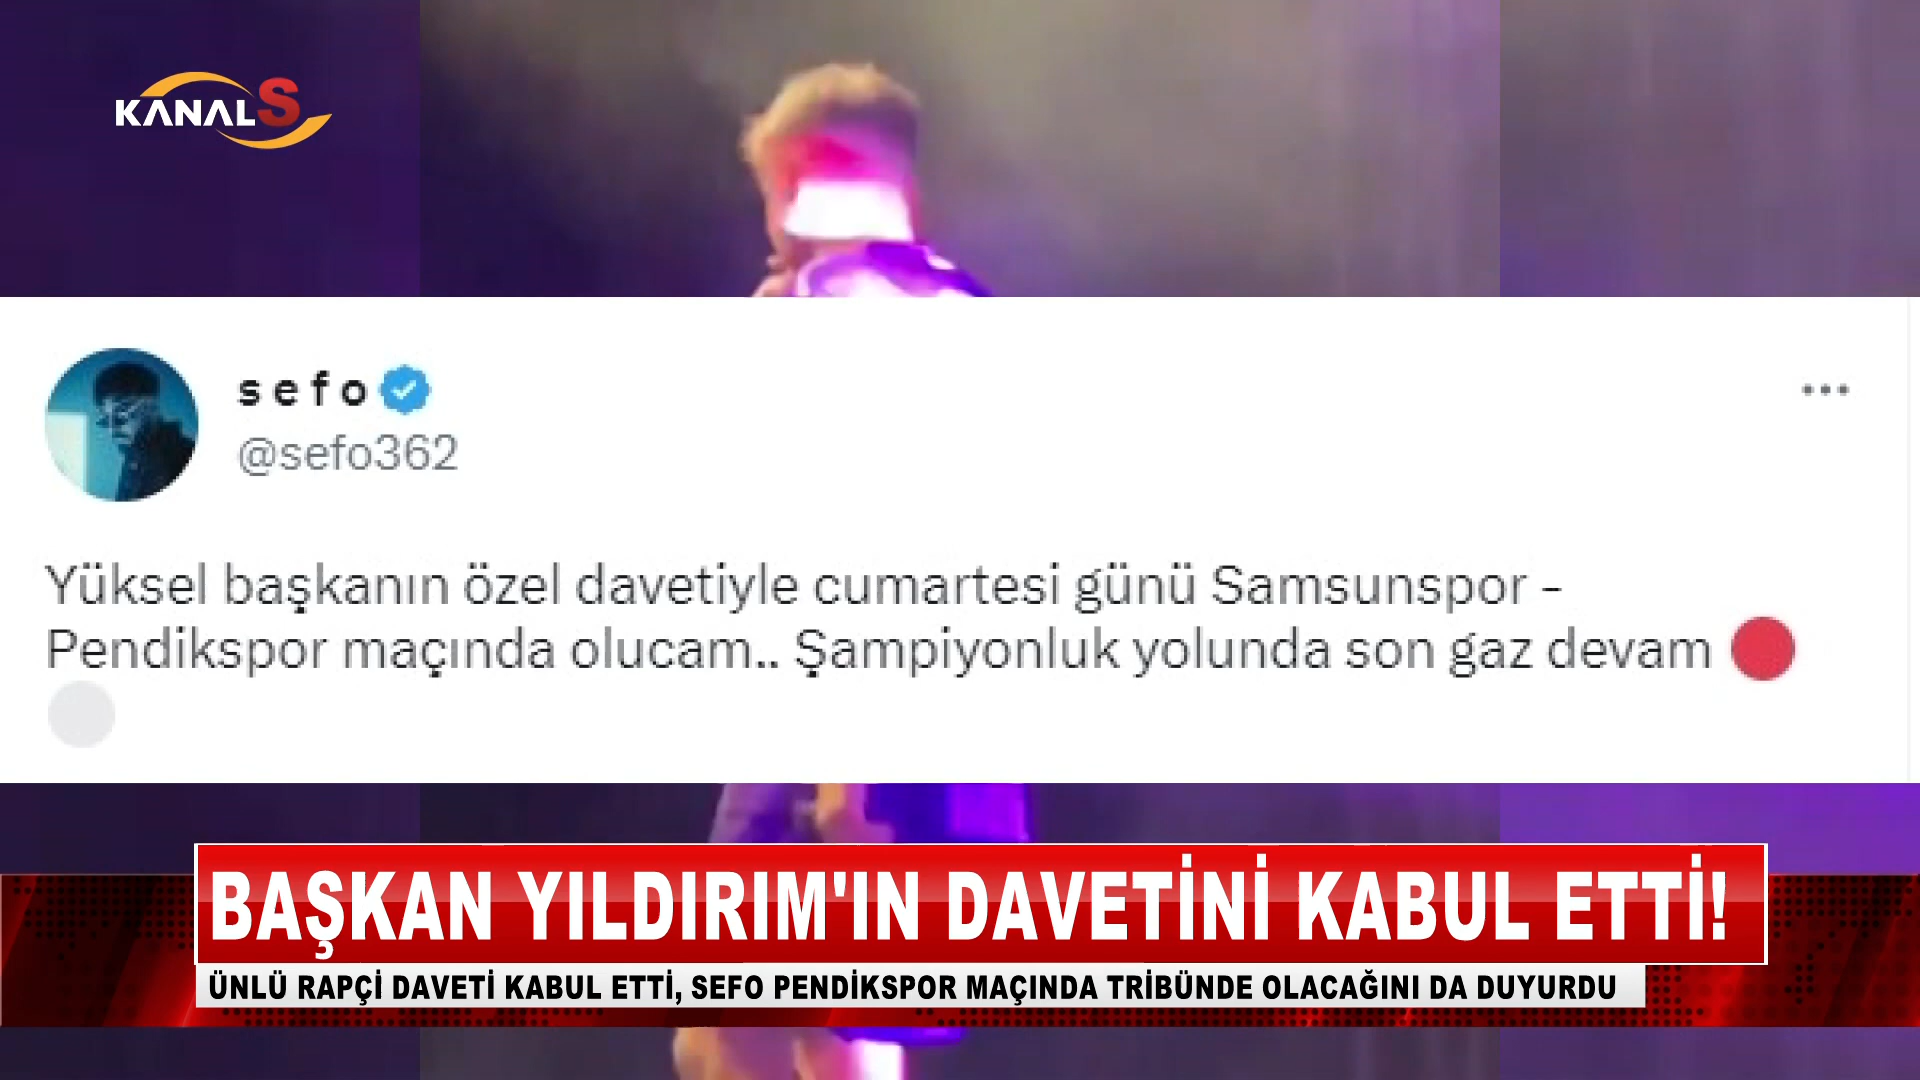 KANALS
sefo
@sefo362
Yüksel başkanın özel davetiyle cumartesi günü Samsunspor -
Pendikspor maçında olucam.. Şampiyonluk yolunda son gaz devam 🔴
⚪
BAŞKAN YILDIRIM'IN DAVETİNİ KABUL ETTİ!
ÜNLÜ RAPÇİ DAVETİ KABUL ETTİ, SEFO PENDİKSPOR MAÇINDA TRİBÜNDE OLACAĞINI DA DUYURDU